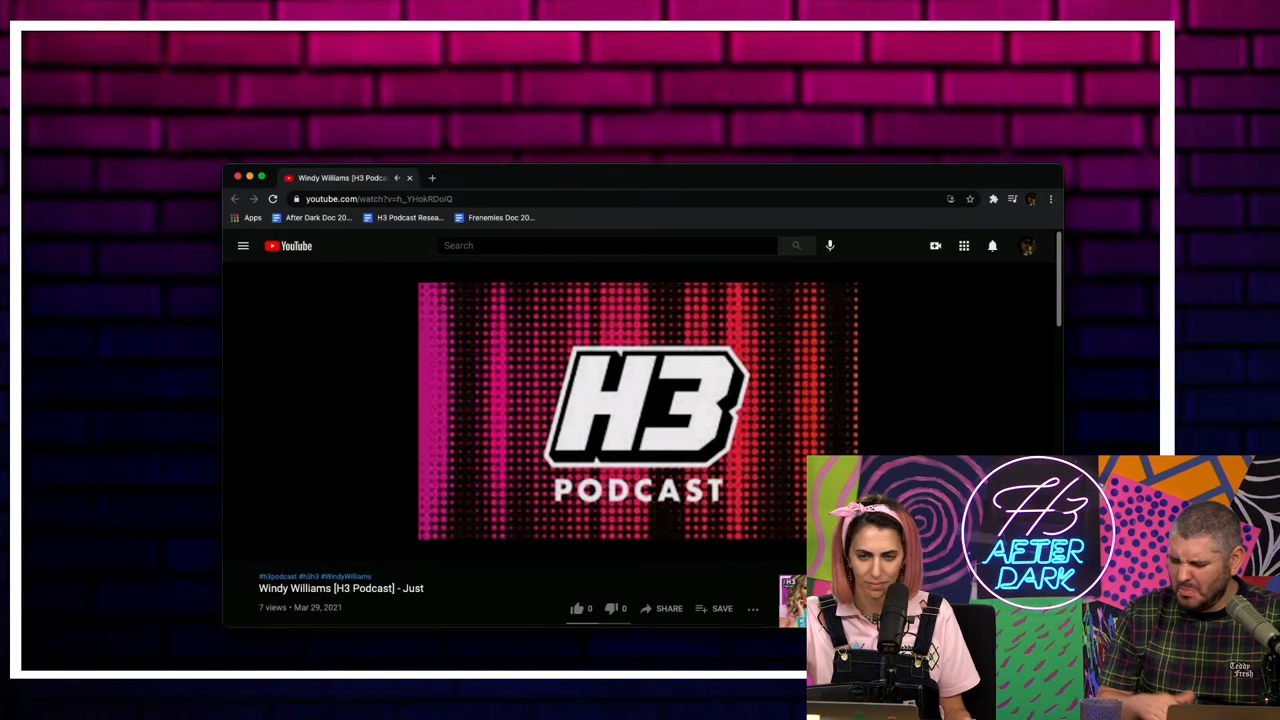 Windy Williams [H3 Podca
youtube.com/watch?v=h_YHokRDolQ
Apps
After Dark Doc 20...
H3 Podcast Resea...
Frenemies Doc 20...
YouTube
Search
H3
PODCAST
#h3podcast #h3h3 #WindyWilliams
Windy Williams [H3 Podcast] - Just
7 views • Mar 29, 2021
0
0
SHARE
SAVE
H3
AFTER
DARK
Teddy
Fresh